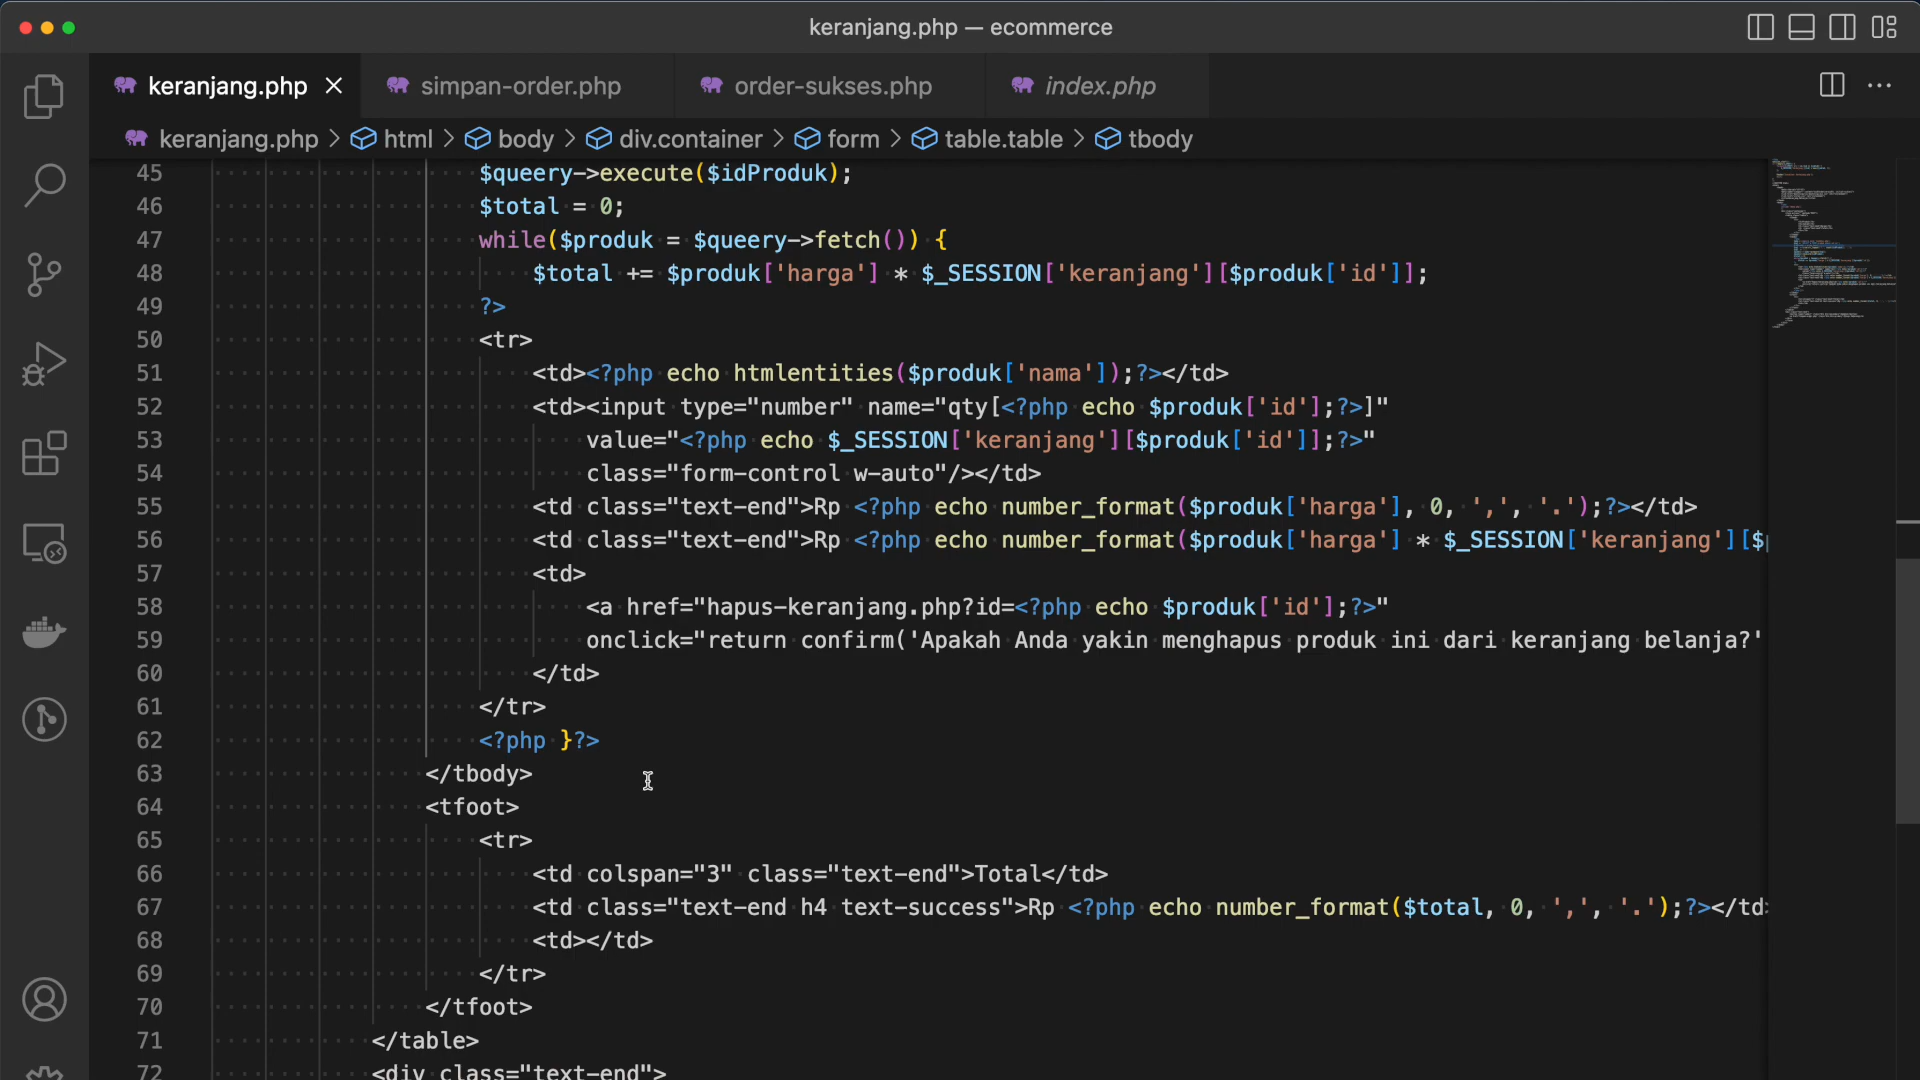 keranjang.php — ecommerce
keranjang.php simpan-order.php order-sukses.php index.php
keranjang.php > html > body > div.container > form > table.table > tbody
45 $queery->execute($idProduk);
46 $total = 0;
47 while($produk = $queery->fetch()) {
48 $total += $produk['harga'] * $_SESSION['keranjang'][$produk['id']];
49 ?>
50 <tr>
51 <td><?php echo htmlentities($produk['nama']);?></td>
52 <td><input type="number" name="qty[<?php echo $produk['id'];?>]"
53 value="<?php echo $_SESSION['keranjang'][$produk['id']];?>"
54 class="form-control w-auto"/></td>
55 <td class="text-end">Rp <?php echo number_format($produk['harga'], 0, ',', '.');?></td>
56 <td class="text-end">Rp <?php echo number_format($produk['harga'] * $_SESSION['keranjang'][$
57 <td>
58 <a href="hapus-keranjang.php?id=<?php echo $produk['id'];?>"
59 onclick="return confirm('Apakah Anda yakin menghapus produk ini dari keranjang belanja?'
60 </td>
61 </tr>
62 <?php }?>
63 </tbody>
64 <tfoot>
65 <tr>
66 <td colspan="3" class="text-end">Total</td>
67 <td class="text-end h4 text-success">Rp <?php echo number_format($total, 0, ',', '.');?></td
68 <td></td>
69 </tr>
70 </tfoot>
71 </table>
72 <div class="text-end">